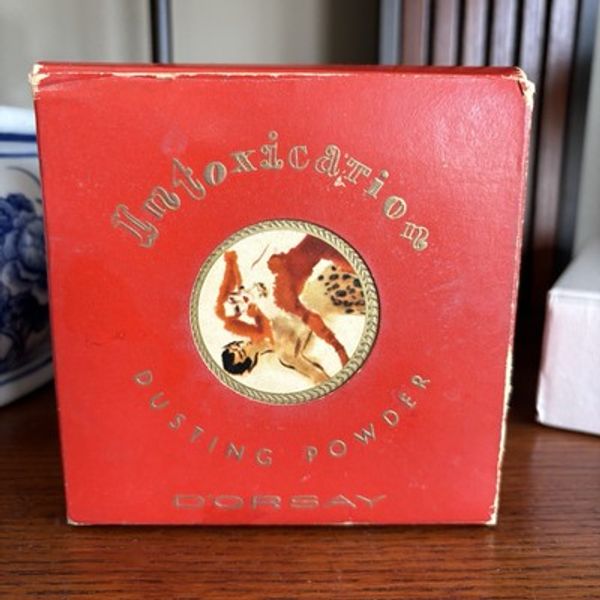 Intoxication
DUSTING POWDER
D'ORSAY